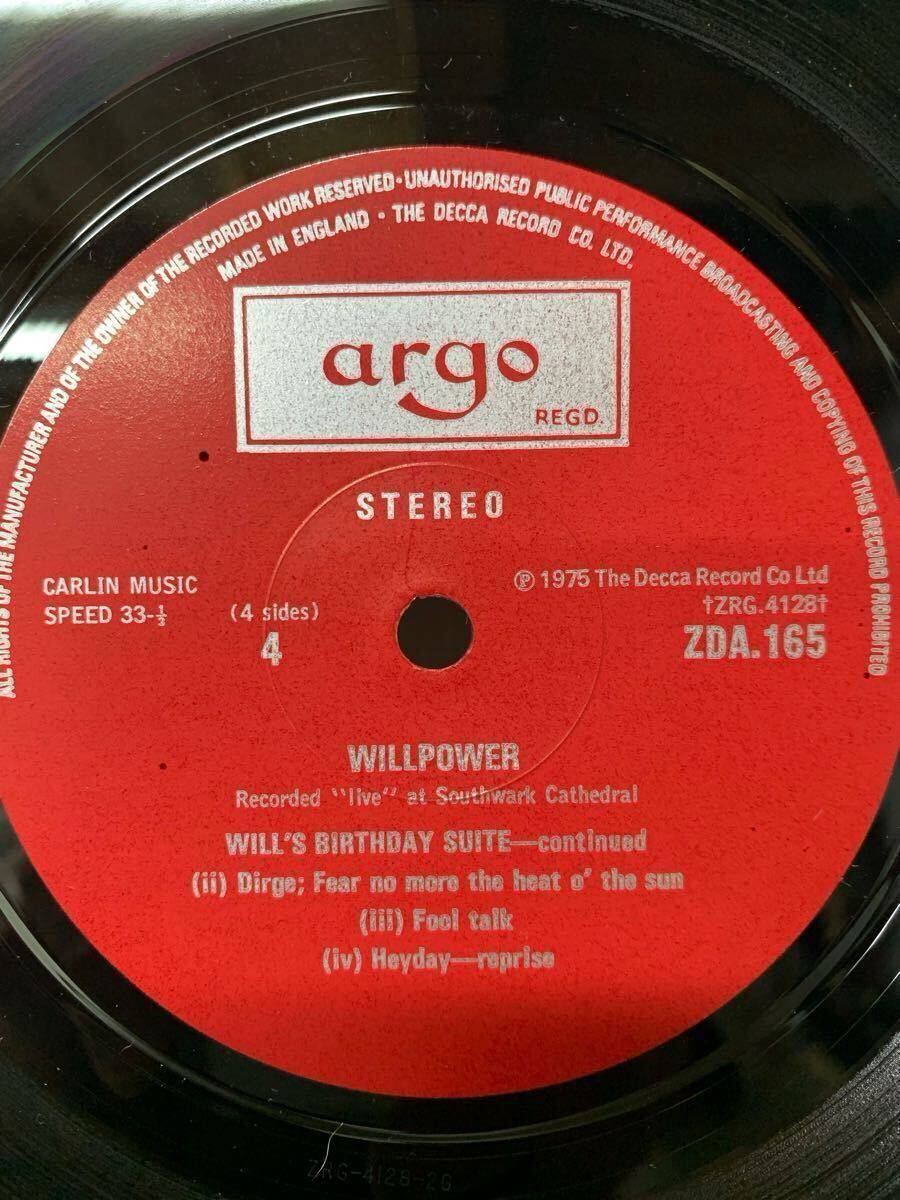 ALL RIGHTS OF THE MANUFACTURER AND OF THE OWNER OF THE RECORDED WORK RESERVED · UNAUTHORISED PUBLIC PERFORMANCE BROADCASTING AND COPYING OF THIS RECORD PROHIBITED
MADE IN ENGLAND · THE DECCA RECORD CO. LTD.
argo
REGD.
STEREO
CARLIN MUSIC
SPEED 33-⅓
(4 sides)
4
℗ 1975 The Decca Record Co Ltd
†ZRG.4128†
ZDA.165
WILLPOWER
Recorded "live" at Southwark Cathedral
WILL'S BIRTHDAY SUITE—continued
(ii) Dirge; Fear no more the heat o' the sun
(iii) Fool talk
(iv) Heyday—reprise
ZRG-4128-2G